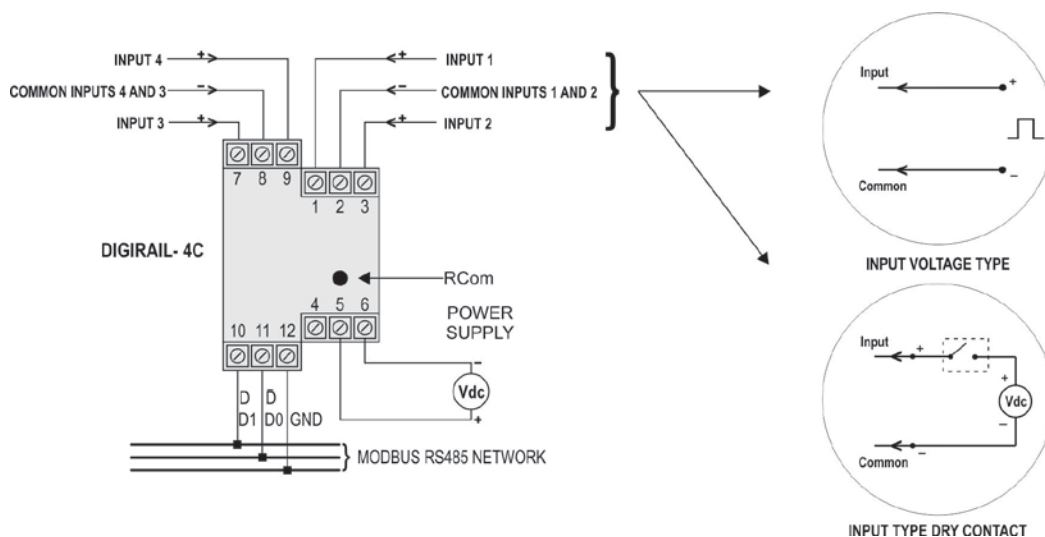 INPUT 4
COMMON INPUTS 4 AND 3
INPUT 3
+
−
+
INPUT 1
COMMON INPUTS 1 AND 2
INPUT 2
+
−
+
7 8 9
1 2 3
DIGIRAIL- 4C
RCom
4 5 6
10 11 12
POWER
SUPPLY
−
Vdc
+
D D̄
D1 D0 GND
MODBUS RS485 NETWORK
Input
+
−
Common
INPUT VOLTAGE TYPE
Input
+
+
Vdc
−
Common
−
INPUT TYPE DRY CONTACT